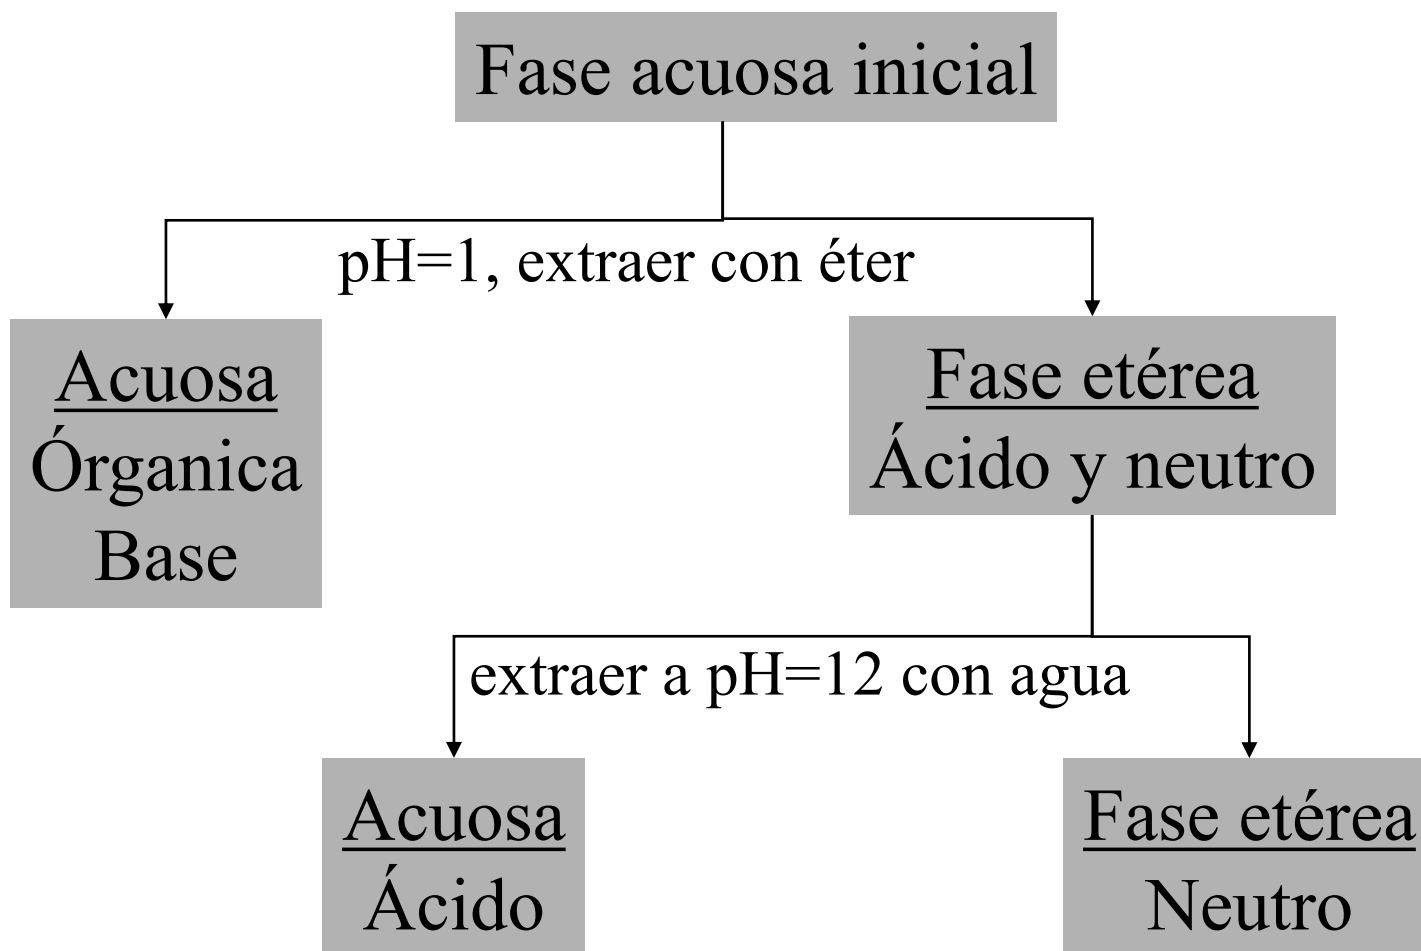 Fase acuosa inicial
pH=1, extraer con éter
Acuosa
Órganica
Base
Fase etérea
Ácido y neutro
extraer a pH=12 con agua
Acuosa
Ácido
Fase etérea
Neutro